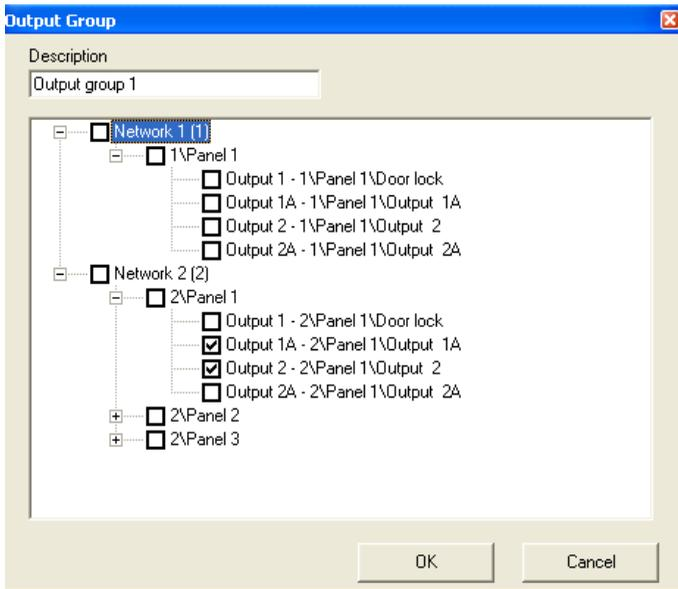 Output Group
Description
Output group 1
Network 1 (1)
1\Panel 1
Output 1 - 1\Panel 1\Door lock
Output 1A - 1\Panel 1\Output 1A
Output 2 - 1\Panel 1\Output 2
Output 2A - 1\Panel 1\Output 2A
Network 2 (2)
2\Panel 1
Output 1 - 2\Panel 1\Door lock
Output 1A - 2\Panel 1\Output 1A
Output 2 - 2\Panel 1\Output 2
Output 2A - 2\Panel 1\Output 2A
2\Panel 2
2\Panel 3
OK Cancel